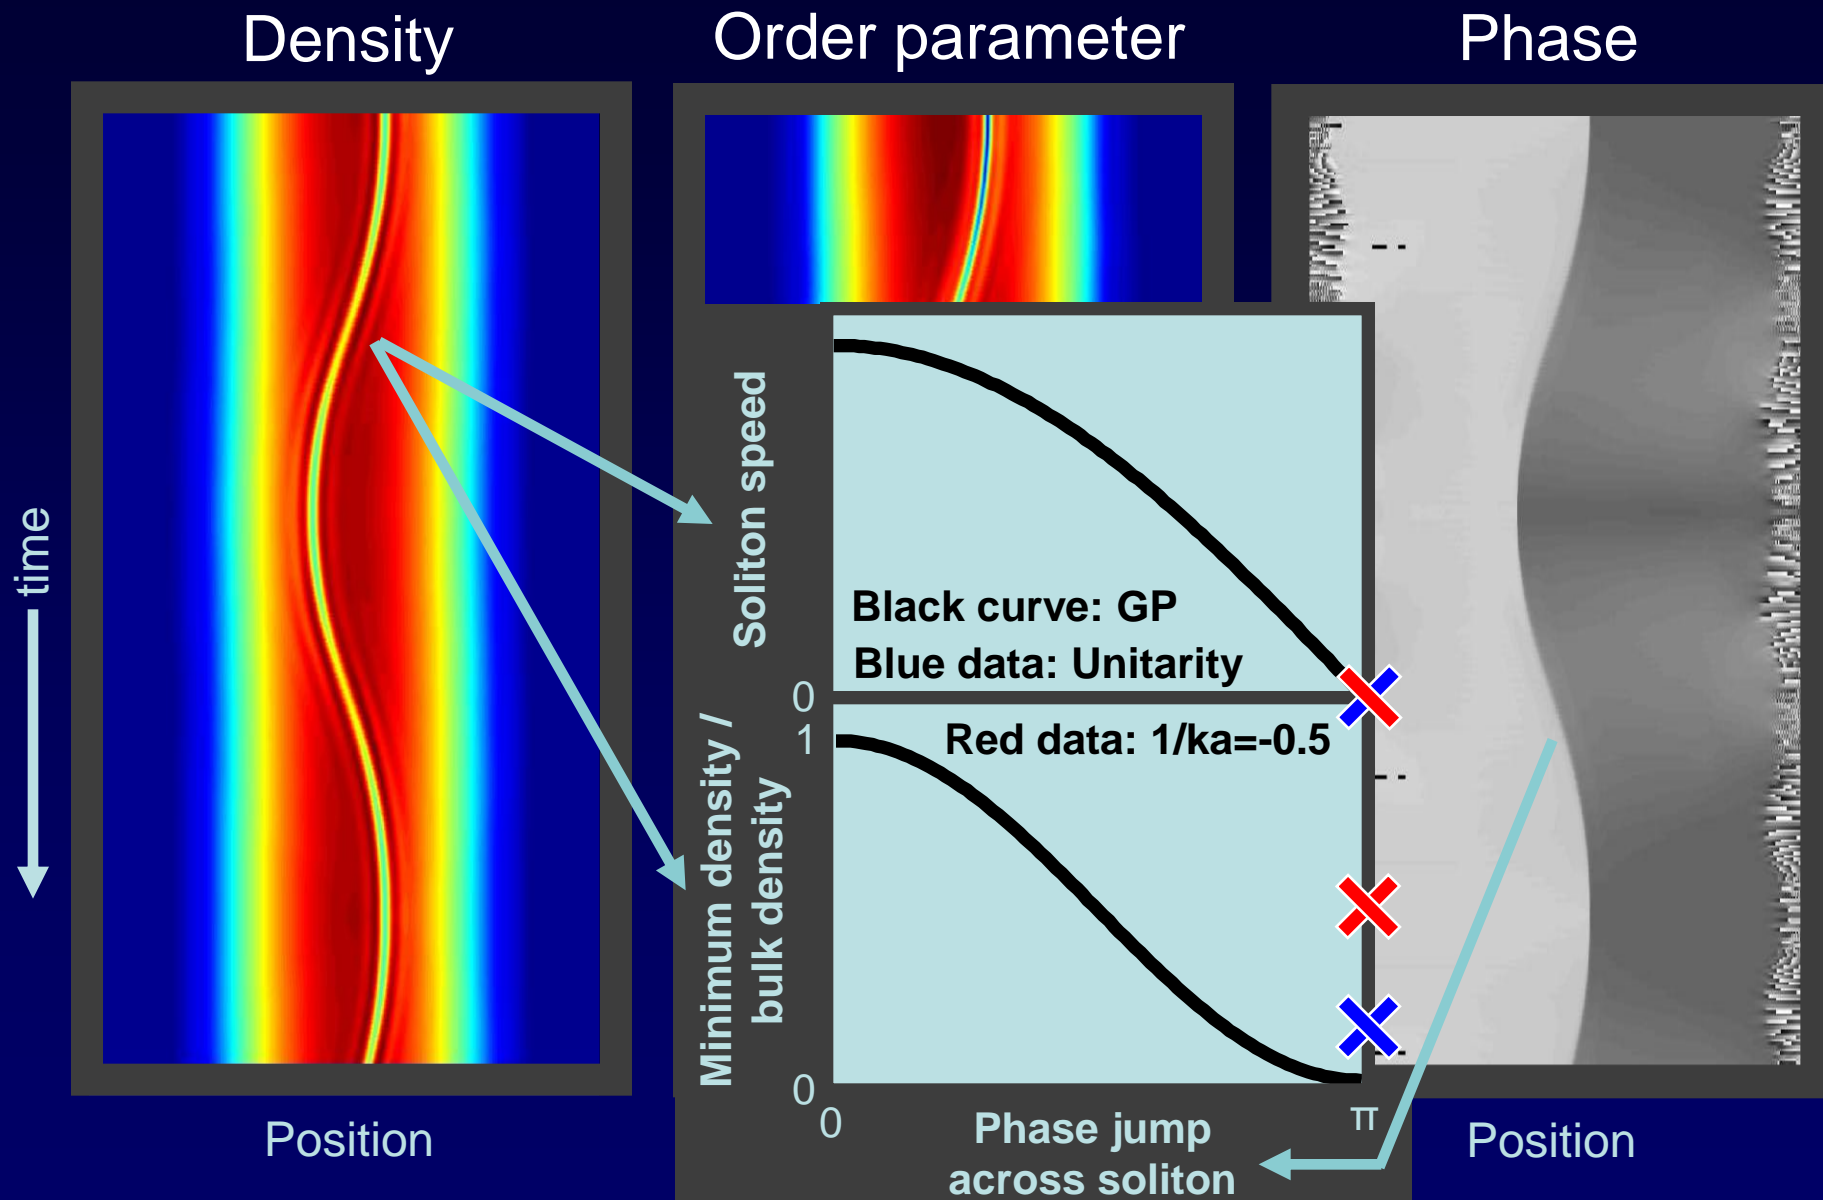 Density
Order parameter
Phase
time
Soliton speed
Black curve: GP
Blue data: Unitarity
0
1
Red data: 1/ka=-0.5
Minimum density /
bulk density
0
0
π
Phase jump
across soliton
Position
Position